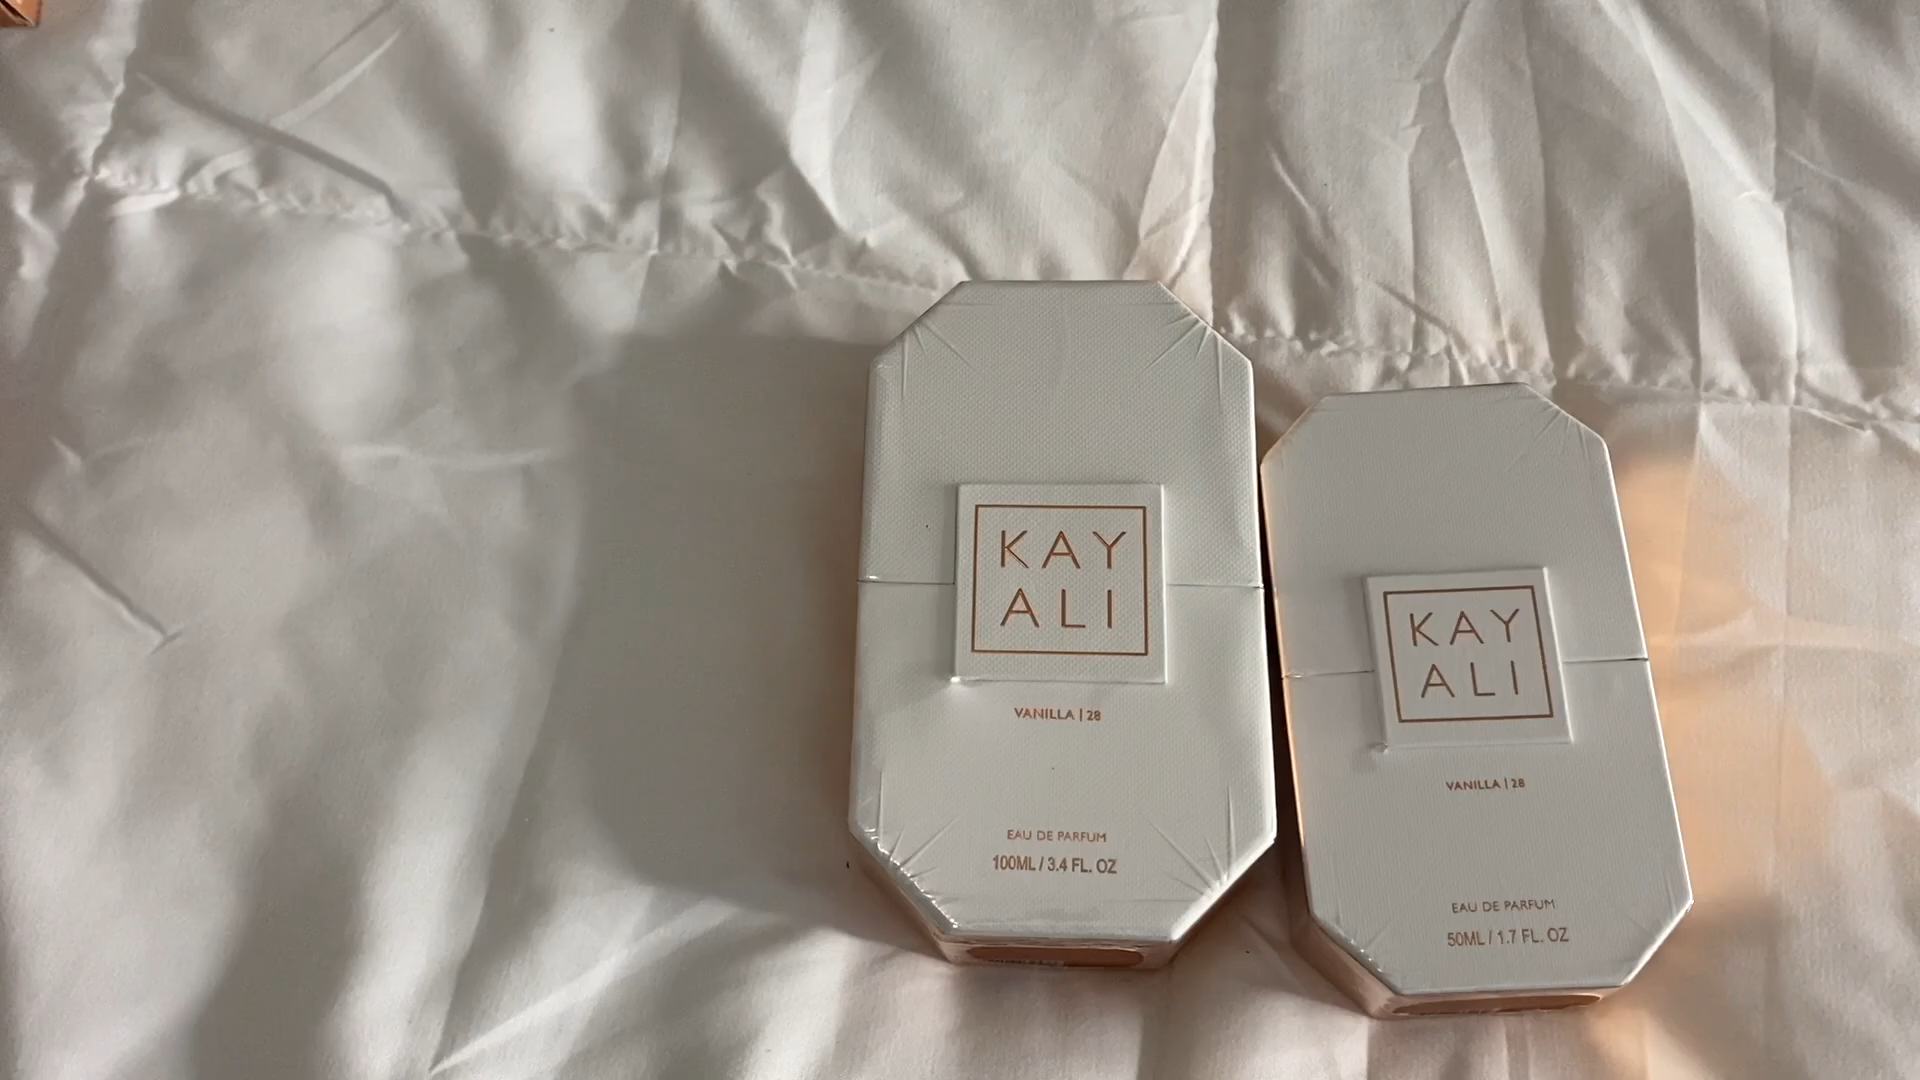 KAY
ALI
VANILLA | 28
EAU DE PARFUM
100ML / 3.4 FL. OZ
KAY
ALI
VANILLA | 28
EAU DE PARFUM
50ML / 1.7 FL. OZ